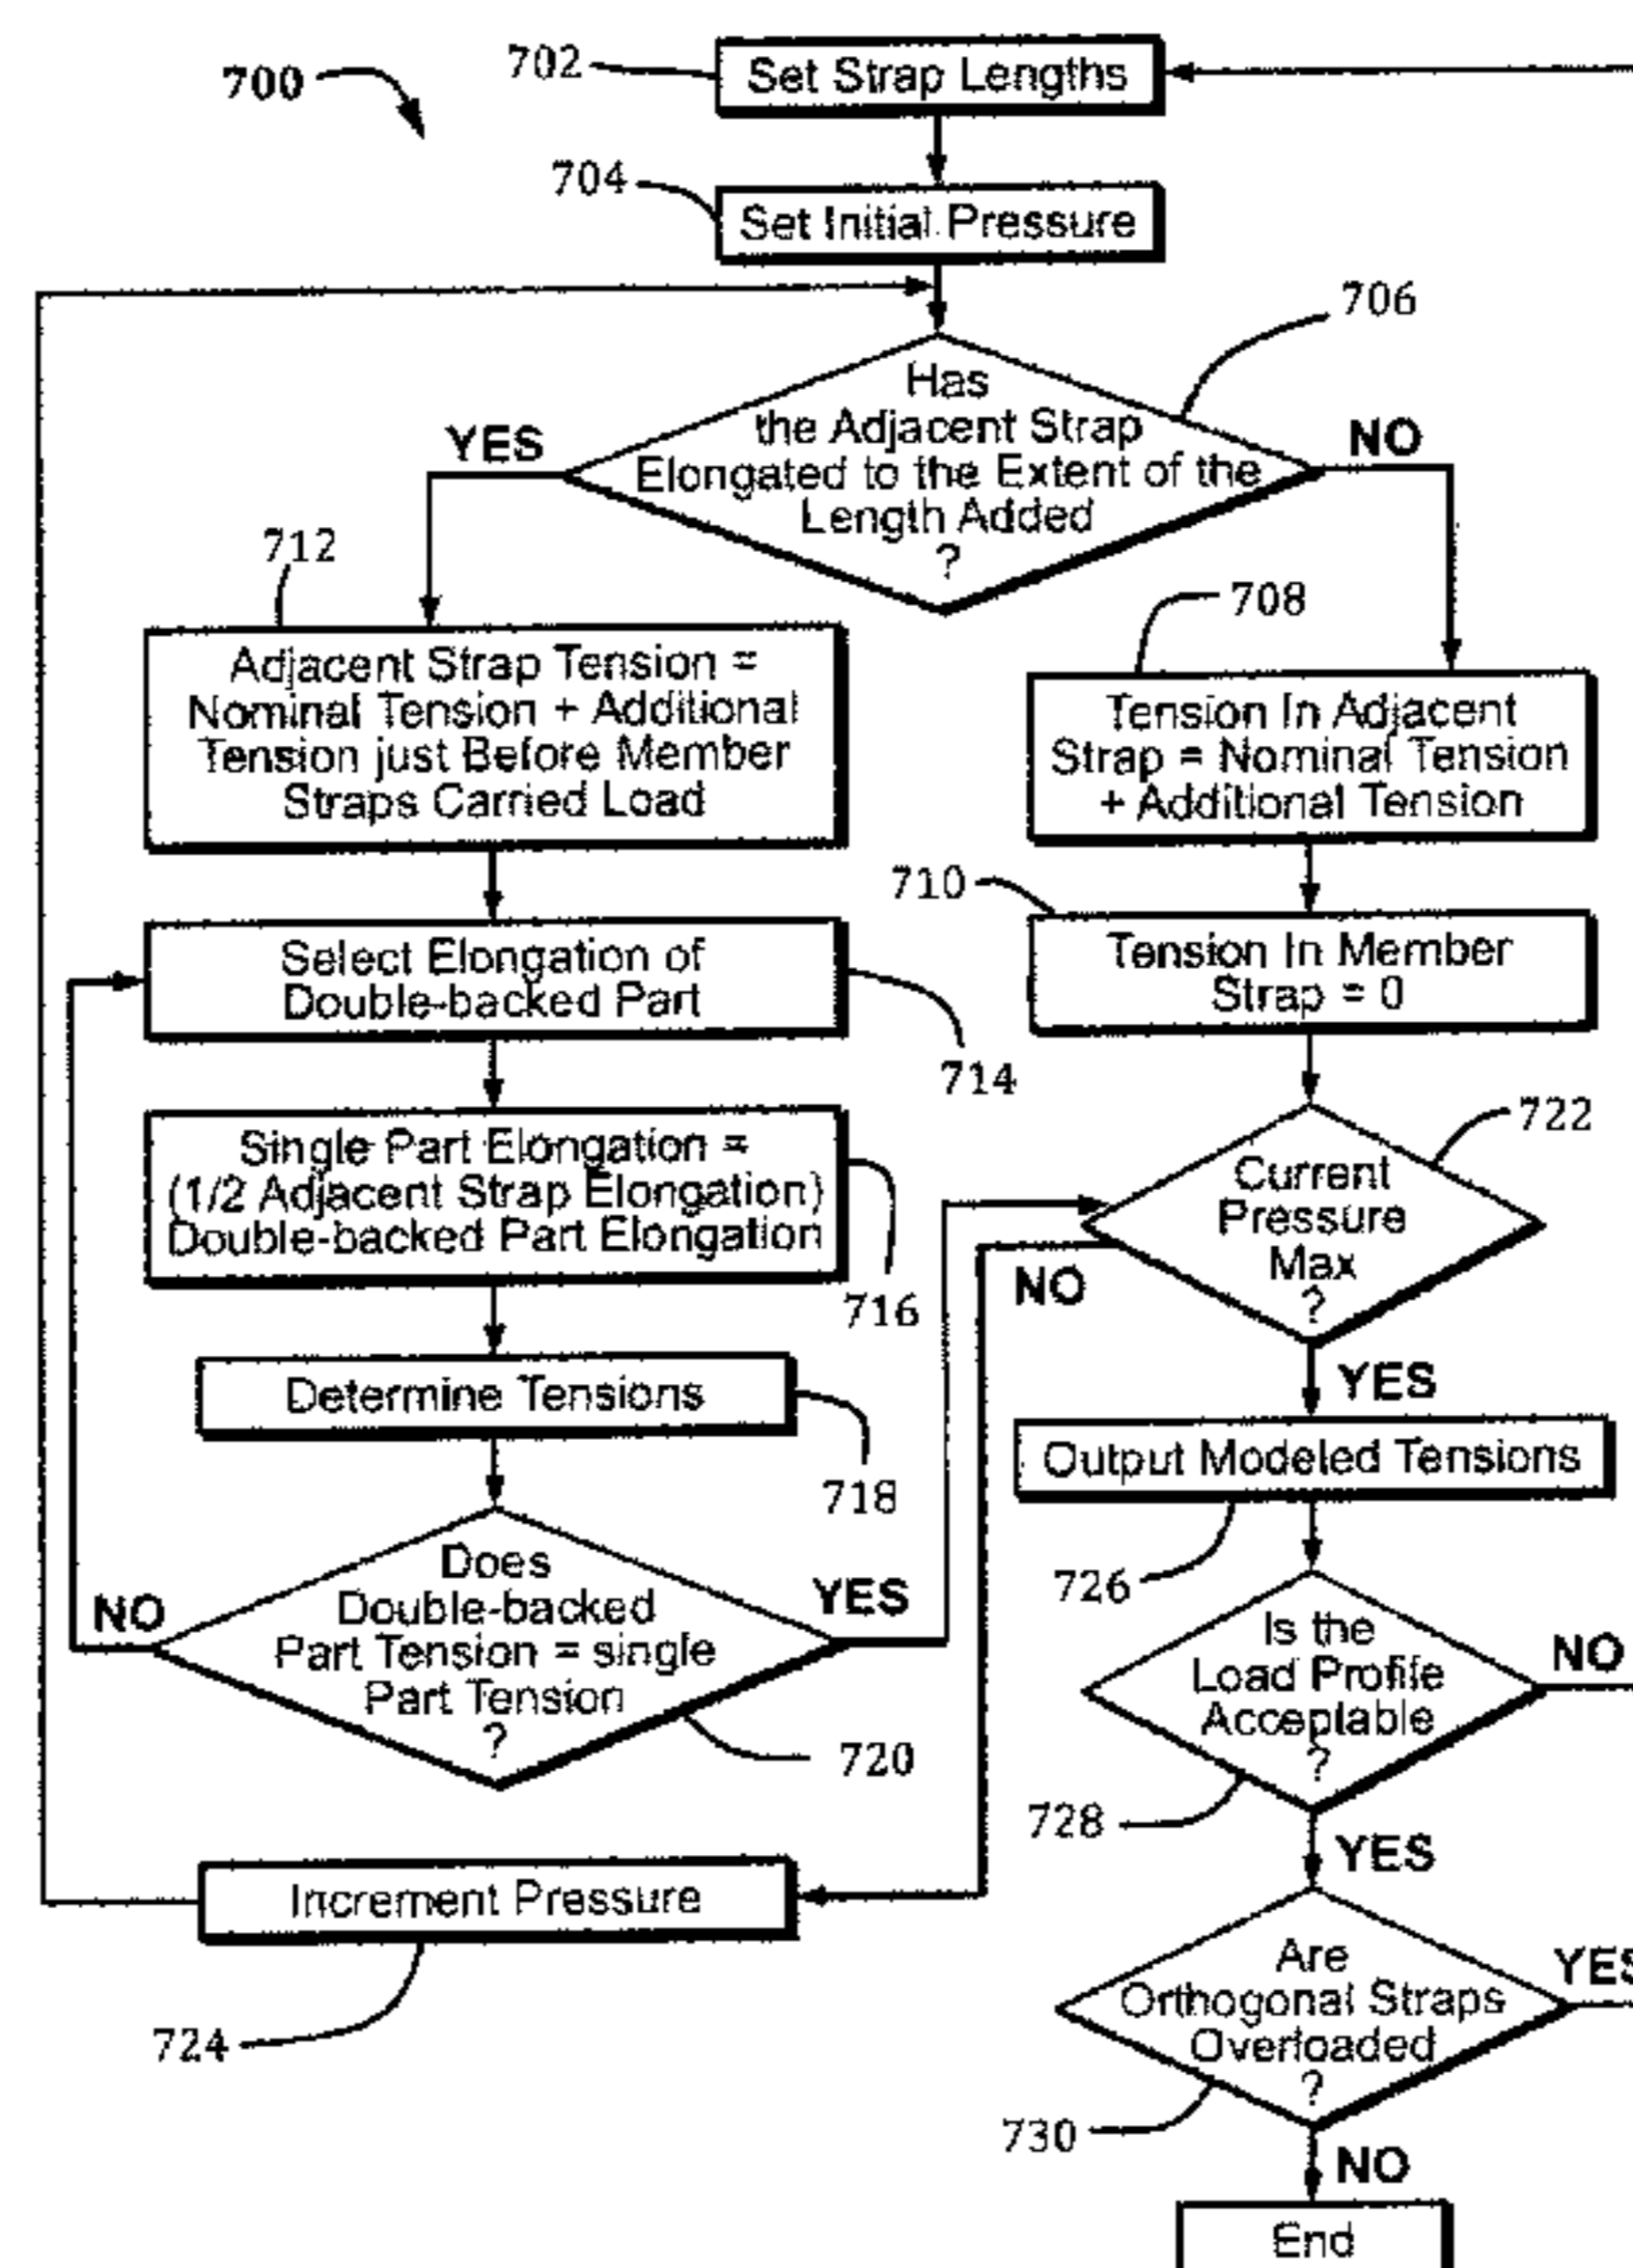 700
702
Set Strap Lengths
704
Set Initial Pressure
706
Has
the Adjacent Strap
Elongated to the Extent of the
Length Added
?
YES
NO
712
Adjacent Strap Tension =
Nominal Tension + Additional
Tension just Before Member
Straps Carried Load
708
Tension In Adjacent
Strap = Nominal Tension
+ Additional Tension
710
Tension In Member
Strap = 0
Select Elongation of
Double-backed Part
714
Single Part Elongation =
(1/2 Adjacent Strap Elongation)
Double-backed Part Elongation
716
722
Current
Pressure
Max
?
NO
YES
Determine Tensions
718
Output Modeled Tensions
726
Does
Double-backed
Part Tension = single
Part Tension
?
NO
YES
720
Is the
Load Profile
Acceptable
?
NO
728
YES
Increment Pressure
724
Are
Orthogonal Straps
Overloaded
?
YES
730
NO
End